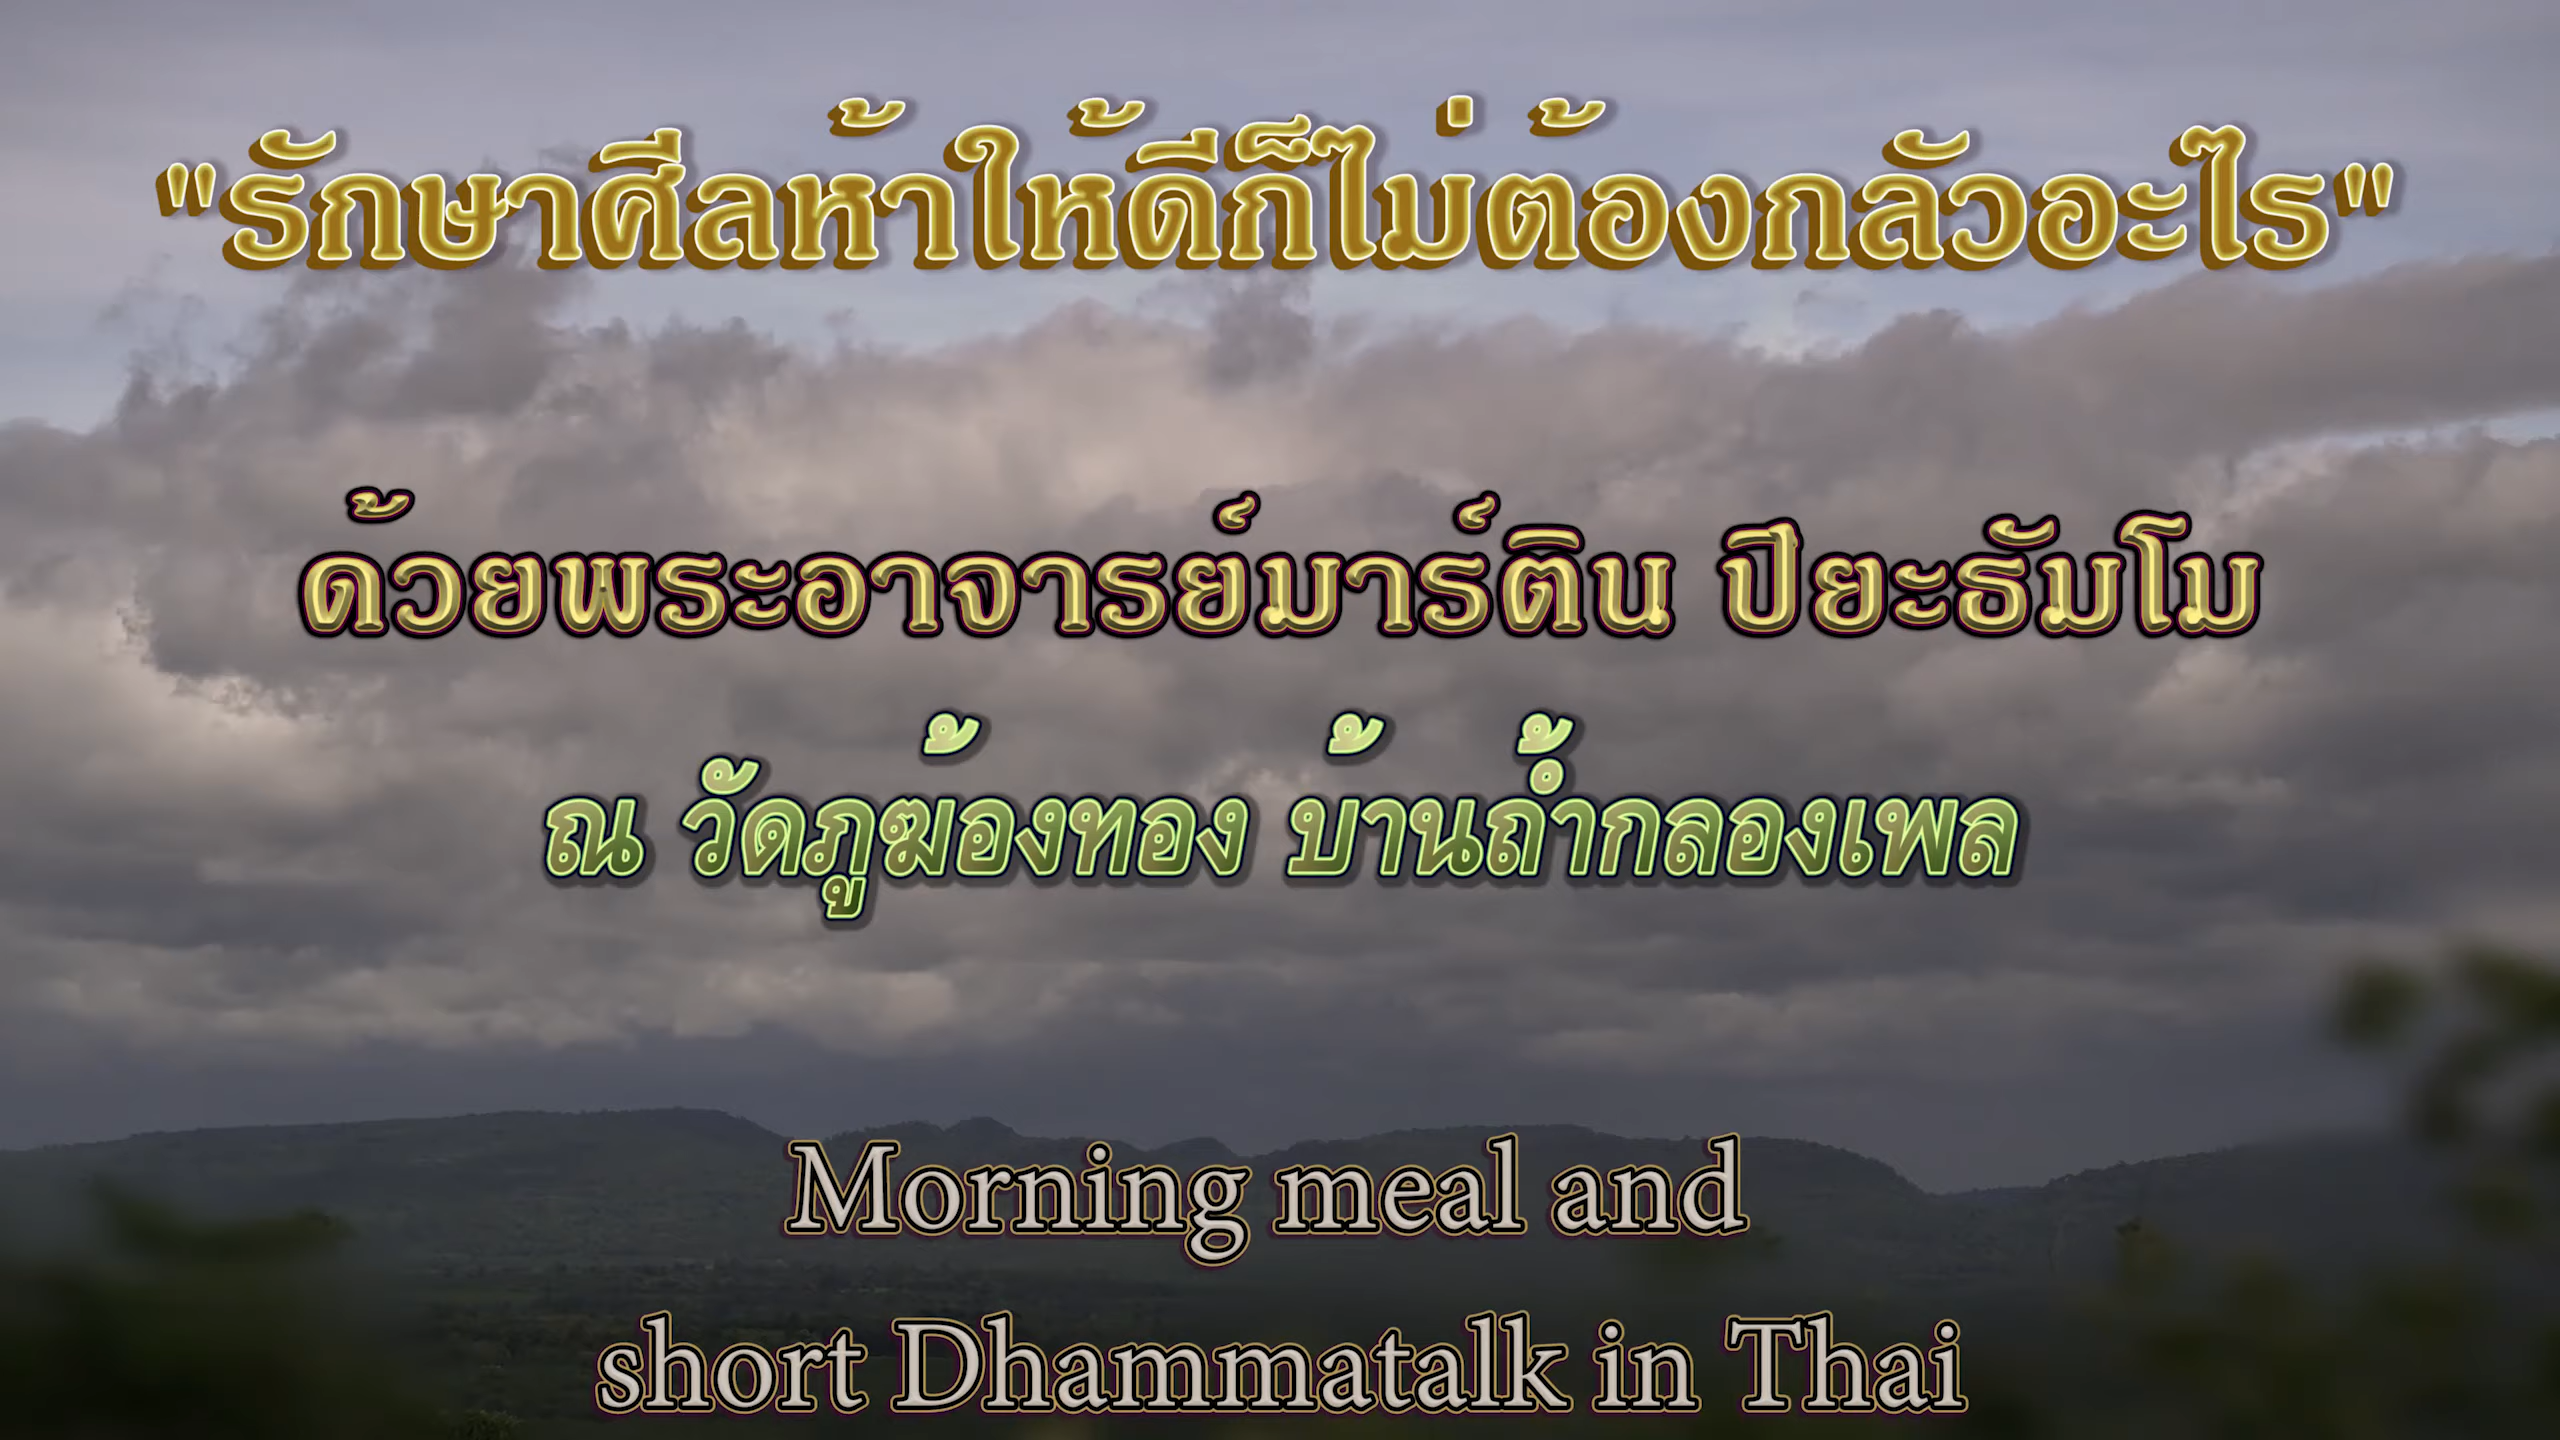 "รักษาศีลห้าให้ดีก็ไม่ต้องกลัวอะไร"
ด้วยพระอาจารย์มาร์ติน ปิยะธัมโม
ณ วัดภูฆ้องทอง บ้านถ้ำกลองเพล
Morning meal and
short Dhammatalk in Thai